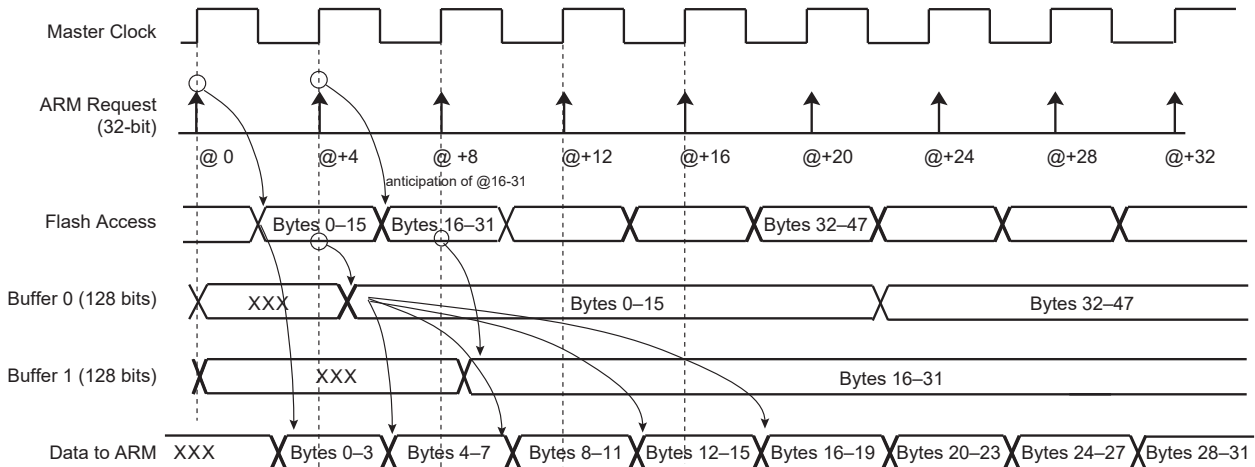 Master Clock
ARM Request
(32-bit)
@ 0
@+4
@ +8
@+12
@+16
@+20
@+24
@+28
@+32
anticipation of @16-31
Flash Access
Bytes 0–15
Bytes 16–31
Bytes 32–47
Buffer 0 (128 bits)
XXX
Bytes 0–15
Bytes 32–47
Buffer 1 (128 bits)
XXX
Bytes 16–31
Data to ARM
XXX
Bytes 0–3
Bytes 4–7
Bytes 8–11
Bytes 12–15
Bytes 16–19
Bytes 20–23
Bytes 24–27
Bytes 28–31